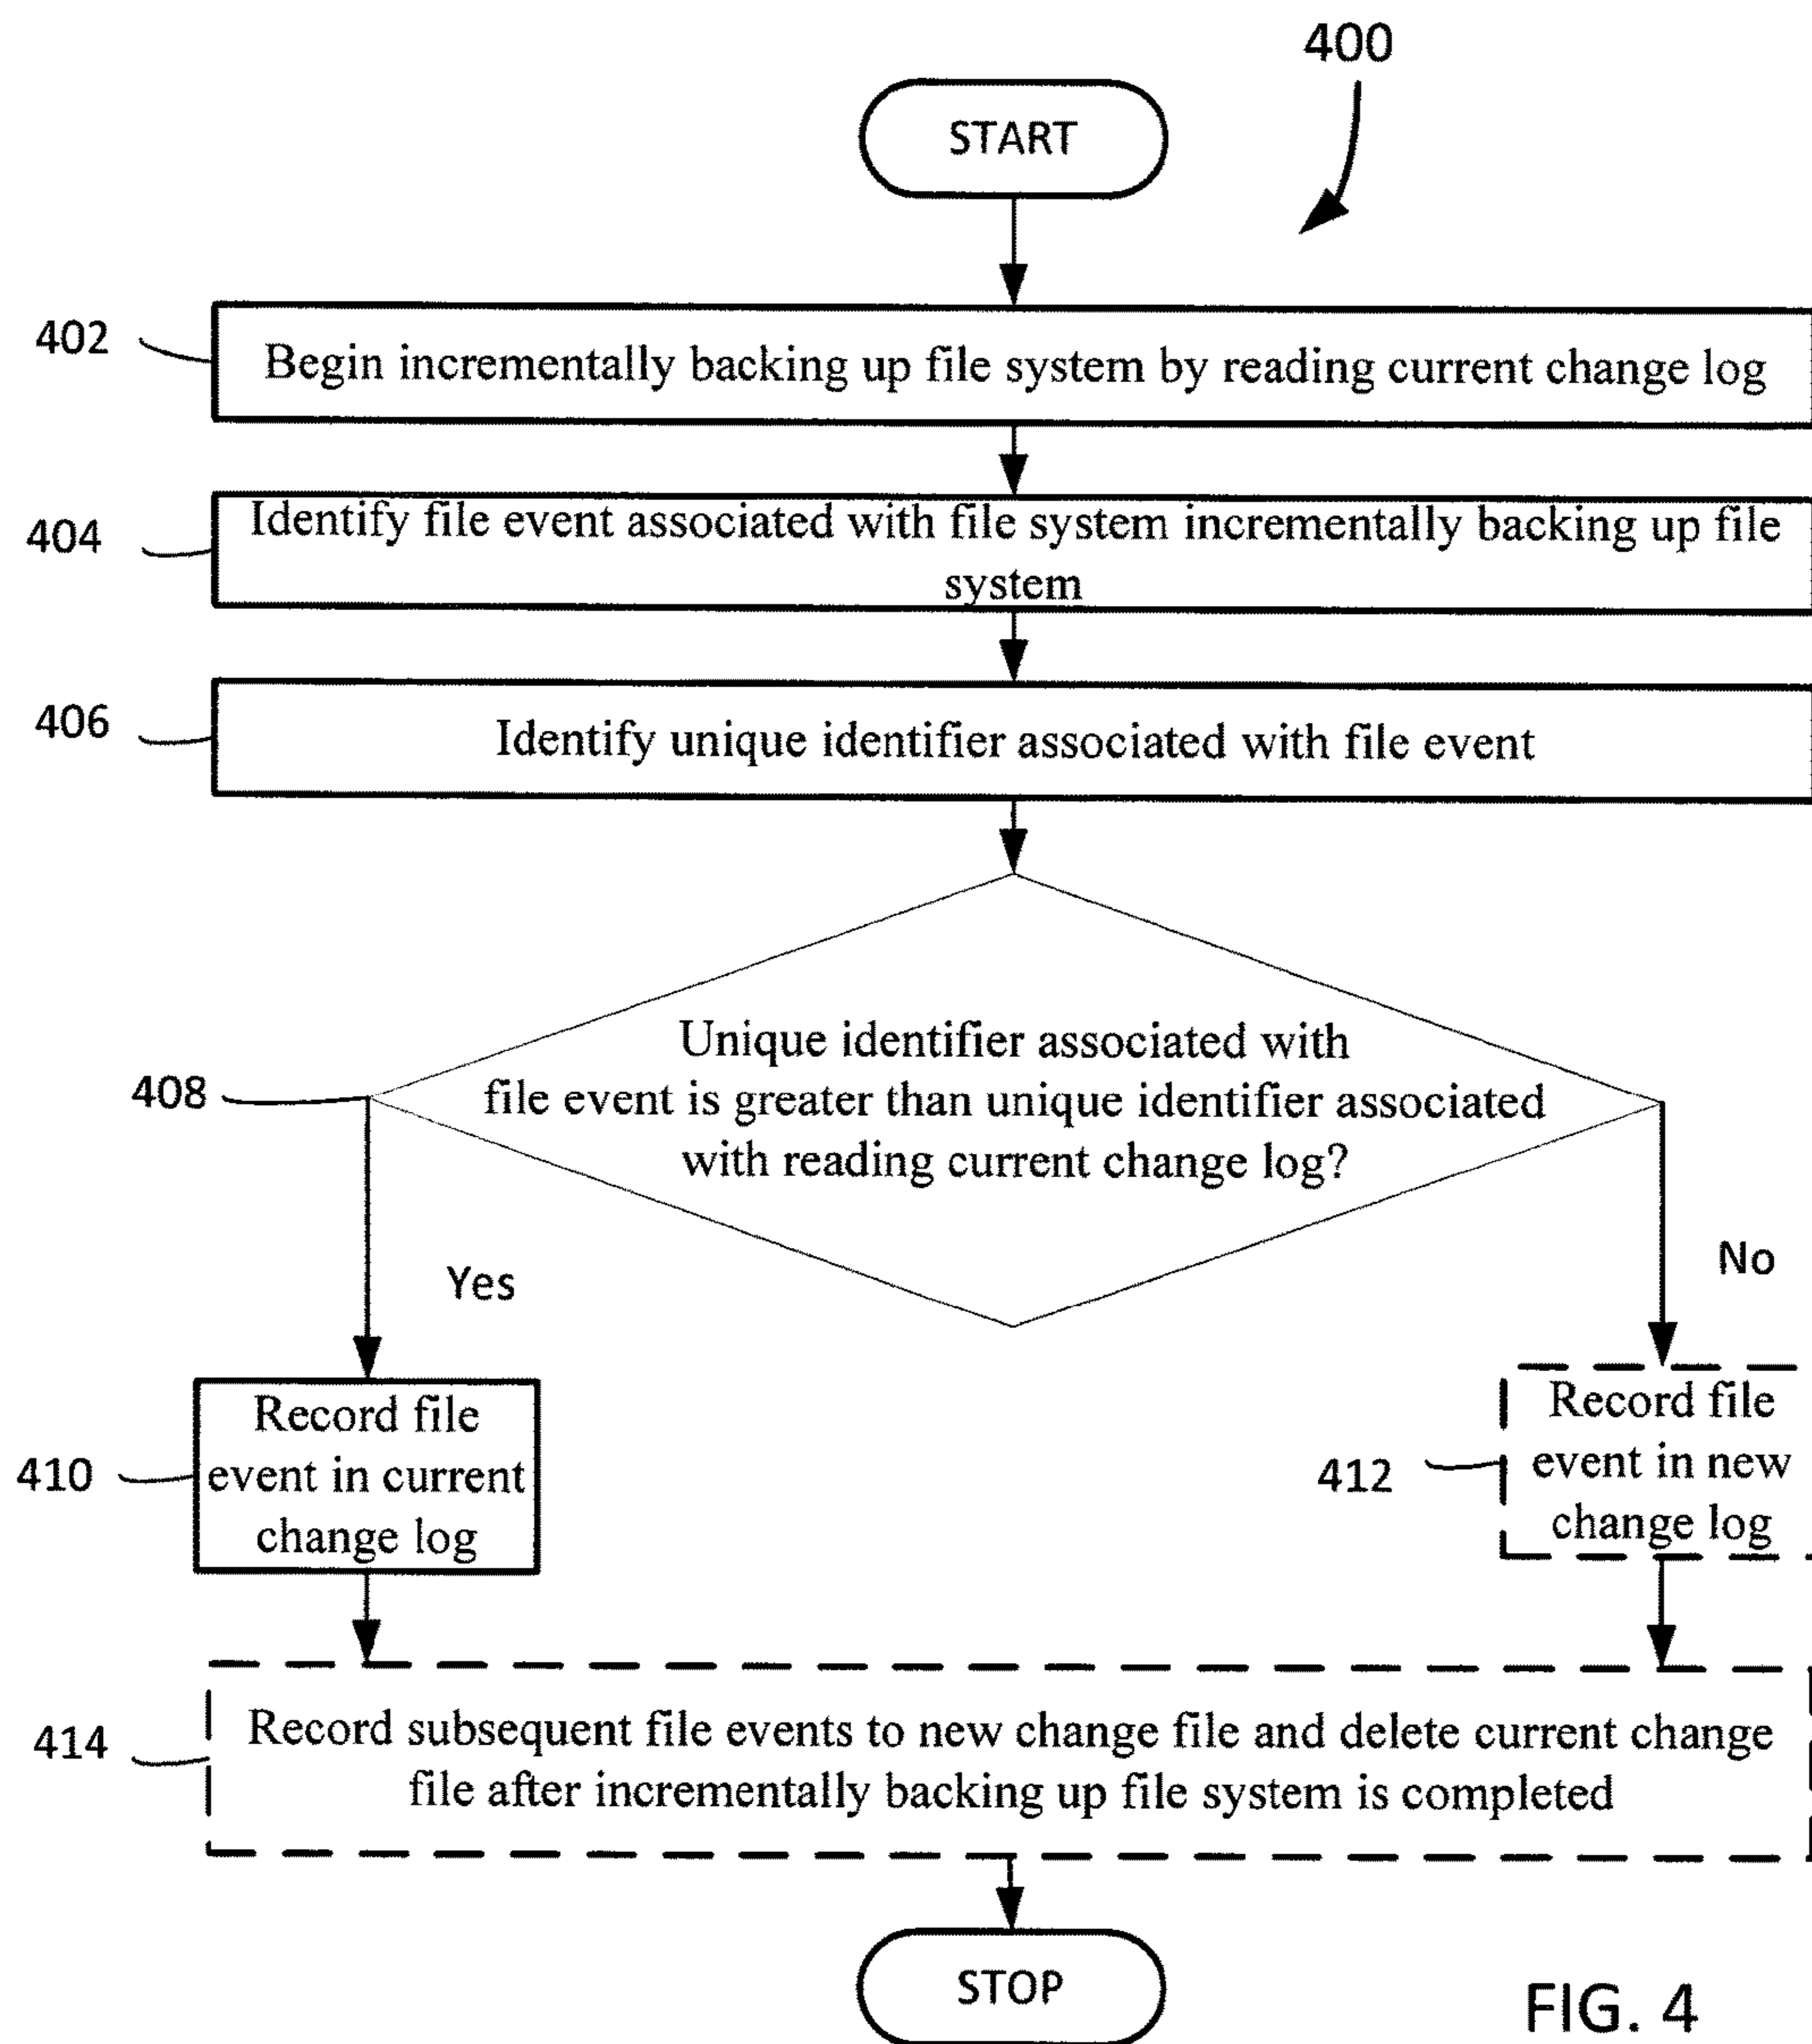 400
START
402
Begin incrementally backing up file system by reading current change log
404
Identify file event associated with file system incrementally backing up file
system
406
Identify unique identifier associated with file event
408
Unique identifier associated with
file event is greater than unique identifier associated
with reading current change log?
Yes
No
410
Record file
event in current
change log
412
Record file
event in new
change log
414
Record subsequent file events to new change file and delete current change
file after incrementally backing up file system is completed
STOP
FIG. 4